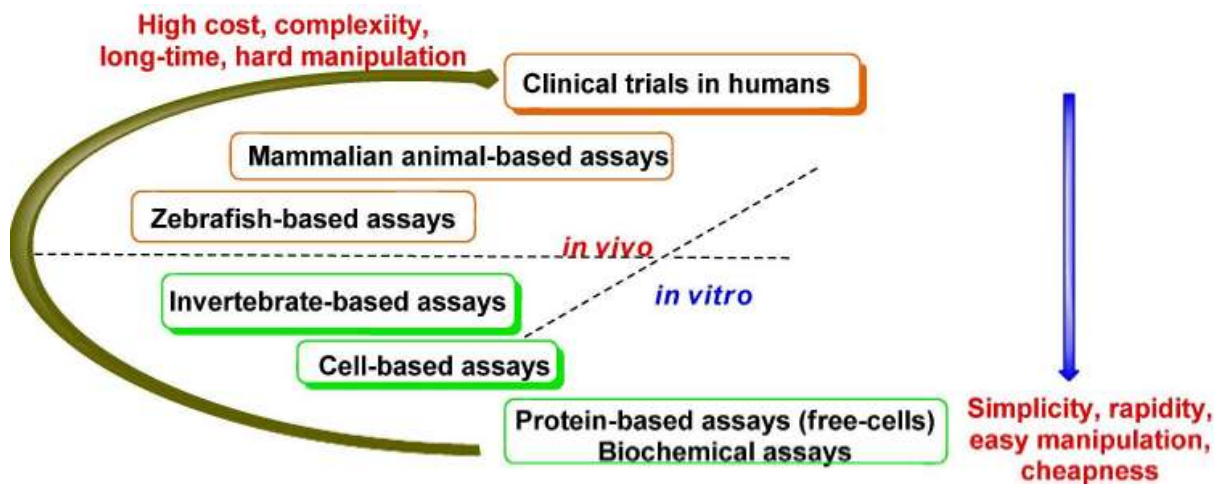 High cost, complexiity,
long-time, hard manipulation
Clinical trials in humans
Mammalian animal-based assays
Zebrafish-based assays
in vivo
in vitro
Invertebrate-based assays
Cell-based assays
Protein-based assays (free-cells)
Biochemical assays
Simplicity, rapidity,
easy manipulation,
cheapness